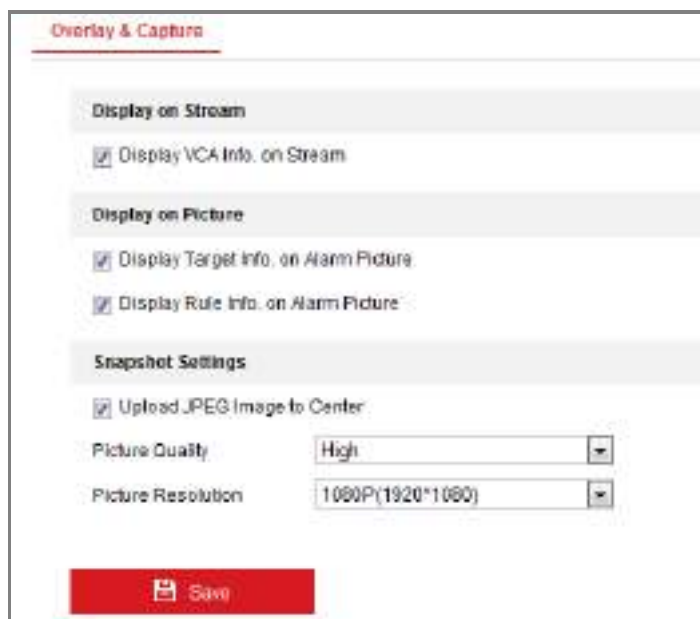 Overlay & Capture
Display on Stream
Display VCA Info. on Stream
Display on Picture
Display Target Info. on Alarm Picture
Display Rule Info. on Alarm Picture
Snapshot Settings
Upload JPEG Image to Center
Picture Quality High
Picture Resolution 1080P(1920*1080)
Save